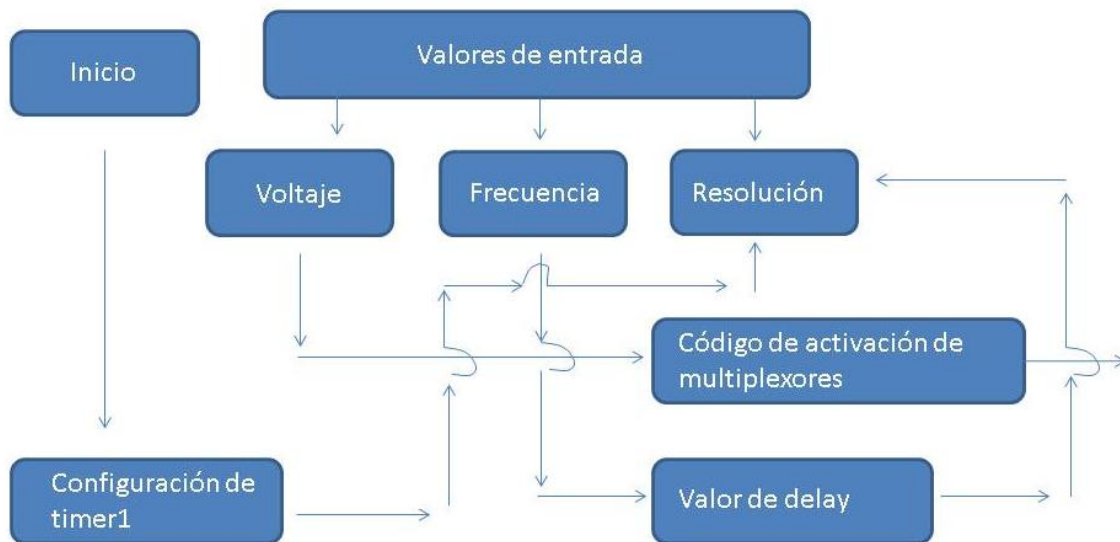 Inicio
Valores de entrada
Voltaje
Frecuencia
Resolución
Código de activación de
multiplexores
Configuración de
timer1
Valor de delay